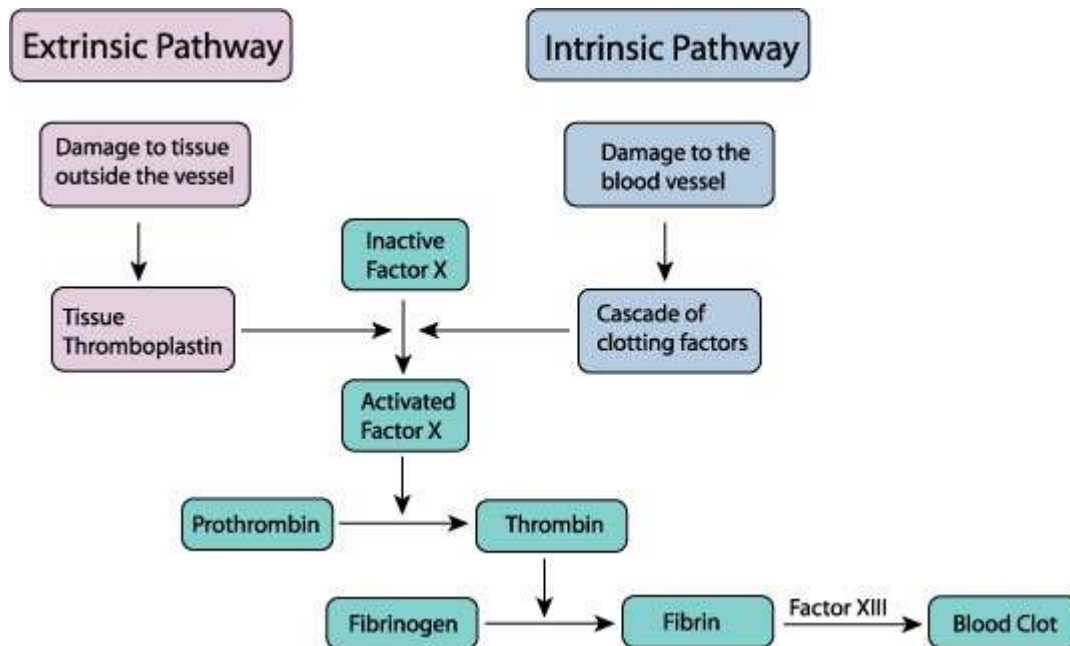 Extrinsic Pathway
Intrinsic Pathway
Damage to tissue
outside the vessel
Damage to the
blood vessel
Inactive
Factor X
Tissue
Thromboplastin
Cascade of
clotting factors
Activated
Factor X
Prothrombin
Thrombin
Fibrinogen
Fibrin
Factor XIII
Blood Clot